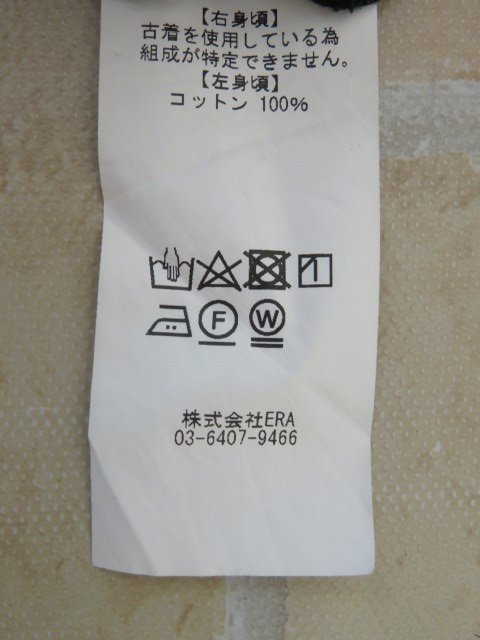 【右身頃】
古着を使用している為
組成が特定できません。
【左身頃】
コットン 100%
F W
株式会社ERA
03-6407-9466